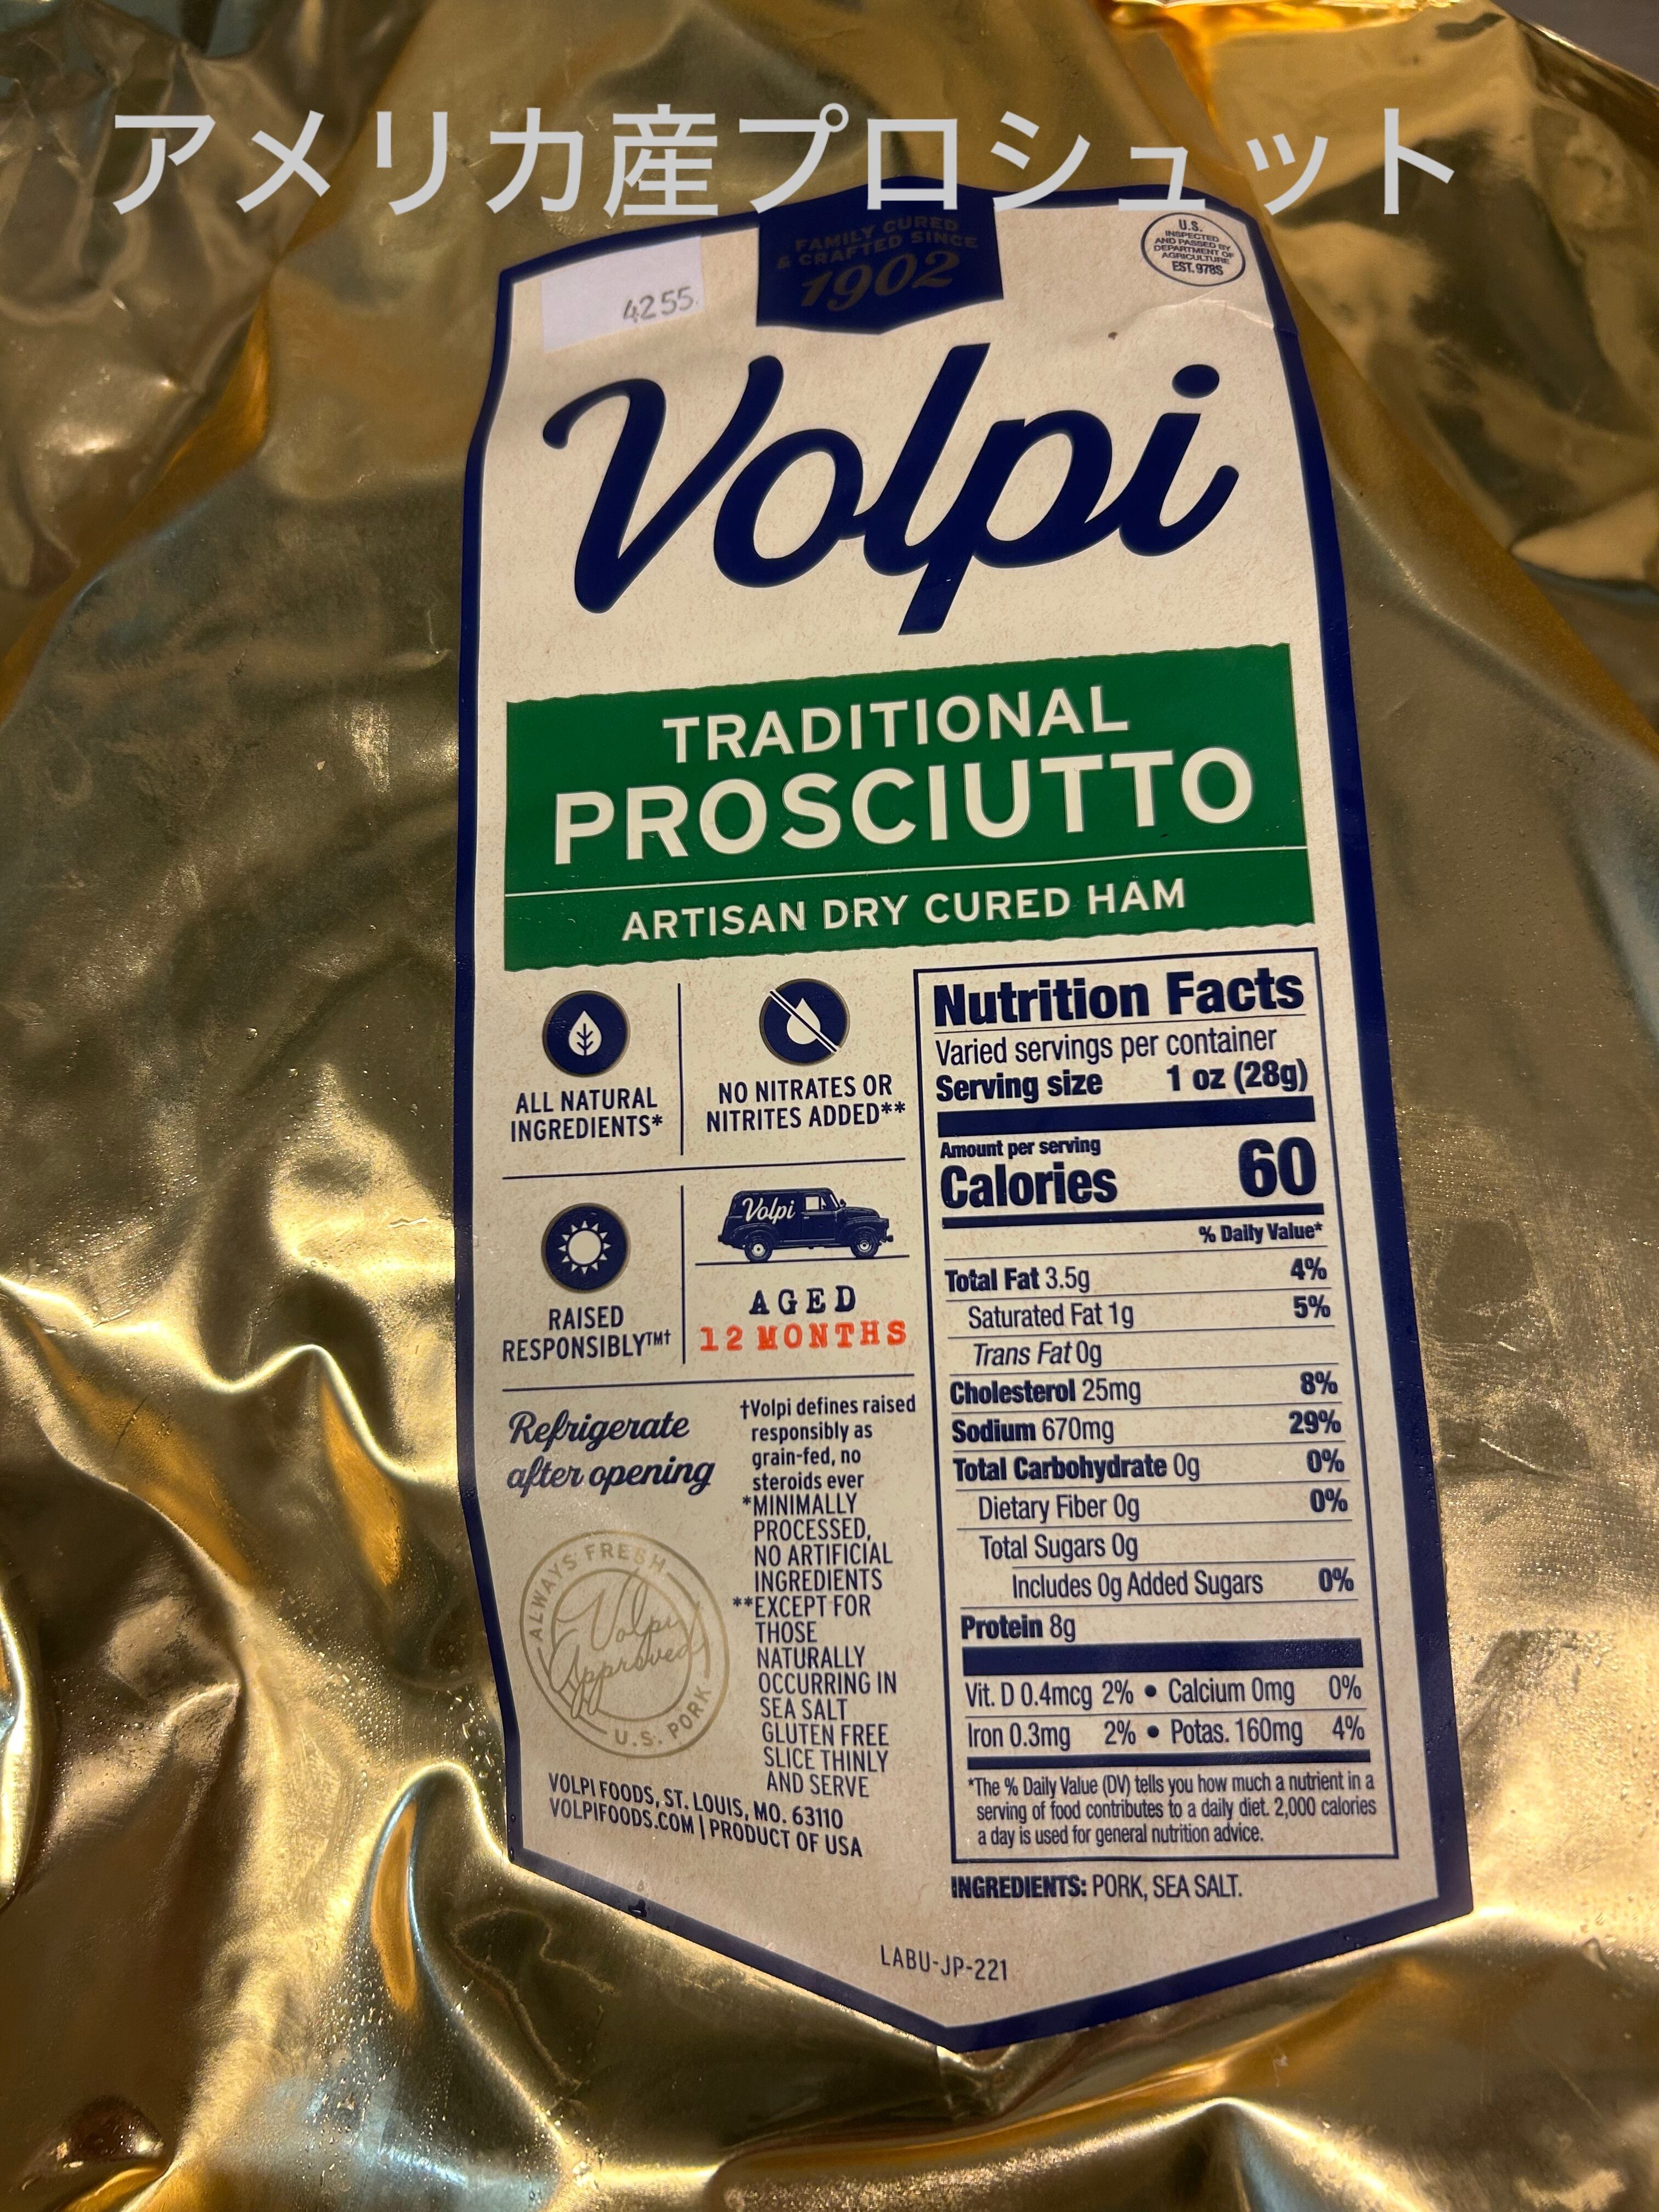 アメリカ産プロシュット
FAMILY CURED
& CRAFTED SINCE
1902
4255
U.S.
INSPECTED
AND PASSED BY
DEPARTMENT OF
AGRICULTURE
EST. 978S
Volpi
TRADITIONAL
PROSCIUTTO
ARTISAN DRY CURED HAM
ALL NATURAL
INGREDIENTS*
NO NITRATES OR
NITRITES ADDED**
RAISED
RESPONSIBLY™†
Volpi
AGED
12 MONTHS
Refrigerate
after opening
†Volpi defines raised
responsibly as
grain-fed, no
steroids ever
*MINIMALLY
PROCESSED,
NO ARTIFICIAL
INGREDIENTS
**EXCEPT FOR
THOSE
NATURALLY
OCCURRING IN
SEA SALT
GLUTEN FREE
SLICE THINLY
AND SERVE
ALWAYS FRESH
Volpi
Approved
U.S. PORK
VOLPI FOODS, ST. LOUIS, MO. 63110
VOLPIFOODS.COM | PRODUCT OF USA
Nutrition Facts
Varied servings per container
Serving size 1 oz (28g)
Amount per serving
Calories 60
% Daily Value*
Total Fat 3.5g 4%
Saturated Fat 1g 5%
Trans Fat 0g
Cholesterol 25mg 8%
Sodium 670mg 29%
Total Carbohydrate 0g 0%
Dietary Fiber 0g 0%
Total Sugars 0g
Includes 0g Added Sugars 0%
Protein 8g
Vit. D 0.4mcg 2% • Calcium 0mg 0%
Iron 0.3mg 2% • Potas. 160mg 4%
*The % Daily Value (DV) tells you how much a nutrient in a
serving of food contributes to a daily diet. 2,000 calories
a day is used for general nutrition advice.
INGREDIENTS: PORK, SEA SALT.
LABU-JP-221